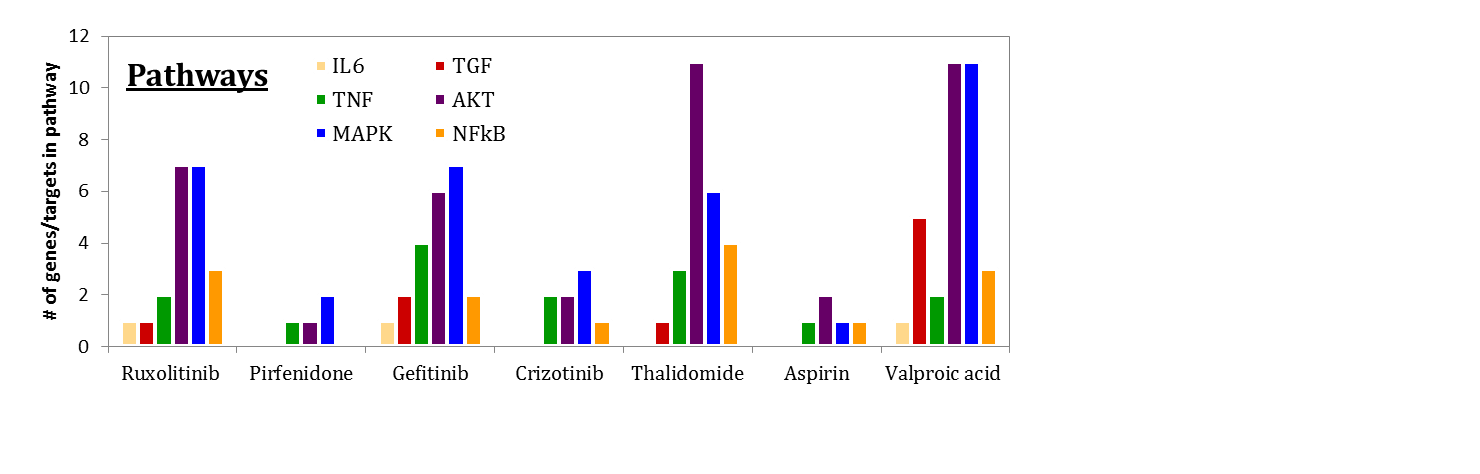 Pathways
IL6 TGF
TNF AKT
MAPK NFkB
# of genes/targets in pathway
12
10
8
6
4
2
0
Ruxolitinib Pirfenidone Gefitinib Crizotinib Thalidomide Aspirin Valproic acid